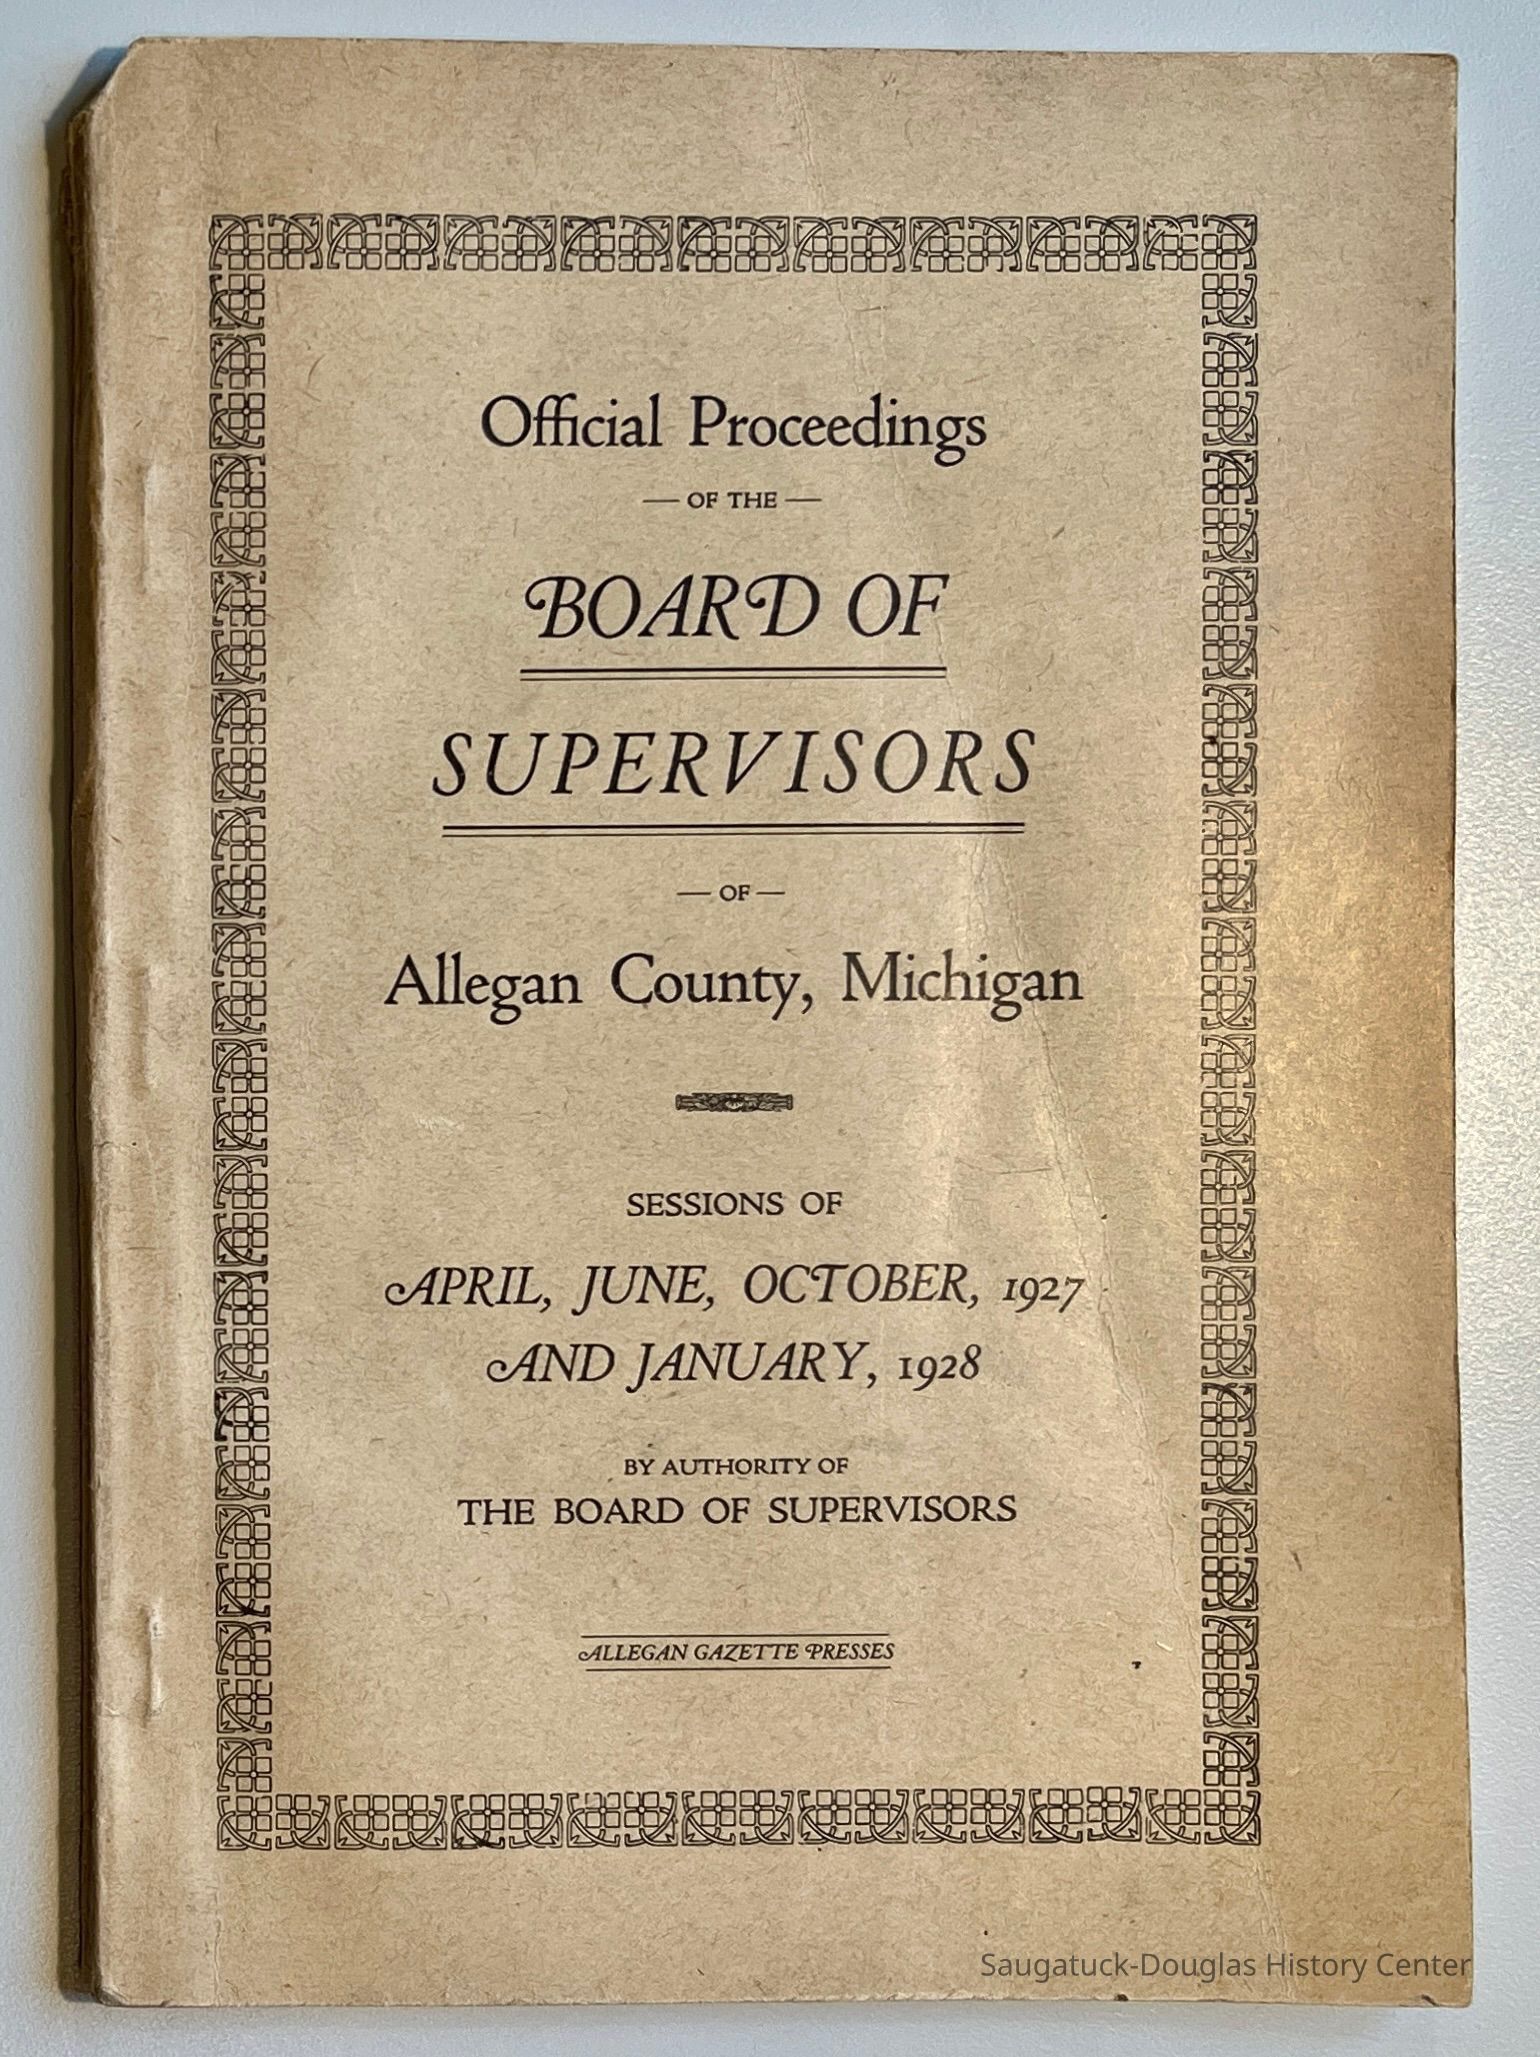 Official Proceedings
— OF THE —
BOARD OF
SUPERVISORS
— OF —
Allegan County, Michigan
SESSIONS OF
APRIL, JUNE, OCTOBER, 1927
AND JANUARY, 1928
BY AUTHORITY OF
THE BOARD OF SUPERVISORS
ALLEGAN GAZETTE PRESSES
Saugatuck-Douglas History Center